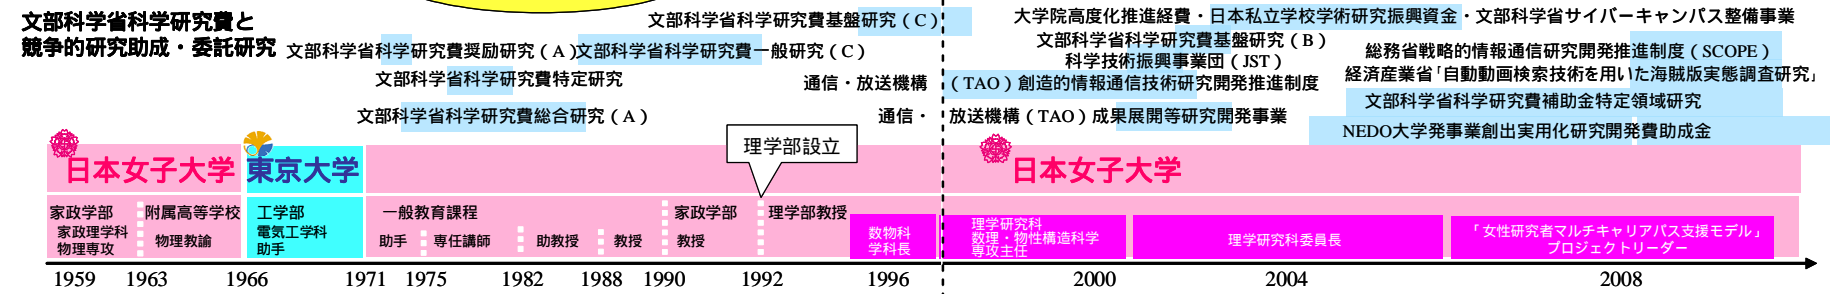 文部科学省科学研究費と
競争的研究助成・委託研究
文部科学省科学研究費基盤研究（C）
文部科学省科学研究費奨励研究（A）
文部科学省科学研究費一般研究（C）
文部科学省科学研究費特定研究
文部科学省科学研究費総合研究（A）
大学院高度化推進経費・日本私立学校学術研究振興資金・文部科学省サイバーキャンパス整備事業
文部科学省科学研究費基盤研究（B）
科学技術振興事業団（JST）
通信・放送機構　（TAO）創造的情報通信技術研究開発推進制度
通信・　放送機構（TAO）成果展開等研究開発事業
総務省戦略的情報通信研究開発推進制度（SCOPE）
経済産業省「自動動画検索技術を用いた海賊版実態調査研究」
文部科学省科学研究費補助金特定領域研究
NEDO大学発事業創出実用化研究開発費助成金
理学部設立
日本女子大学
東京大学
日本女子大学
家政学部
家政理学科
物理専攻
附属高等学校
物理教諭
工学部
電気工学科
助手
一般教育課程
助手
専任講師
助教授
教授
家政学部
教授
理学部教授
数物科
学科長
理学研究科
数理・物性構造科学
専攻主任
理学研究科委員長
「女性研究者マルチキャリアパス支援モデル」
プロジェクトリーダー
1959 1963 1966 1971 1975 1982 1988 1990 1992 1996 2000 2004 2008